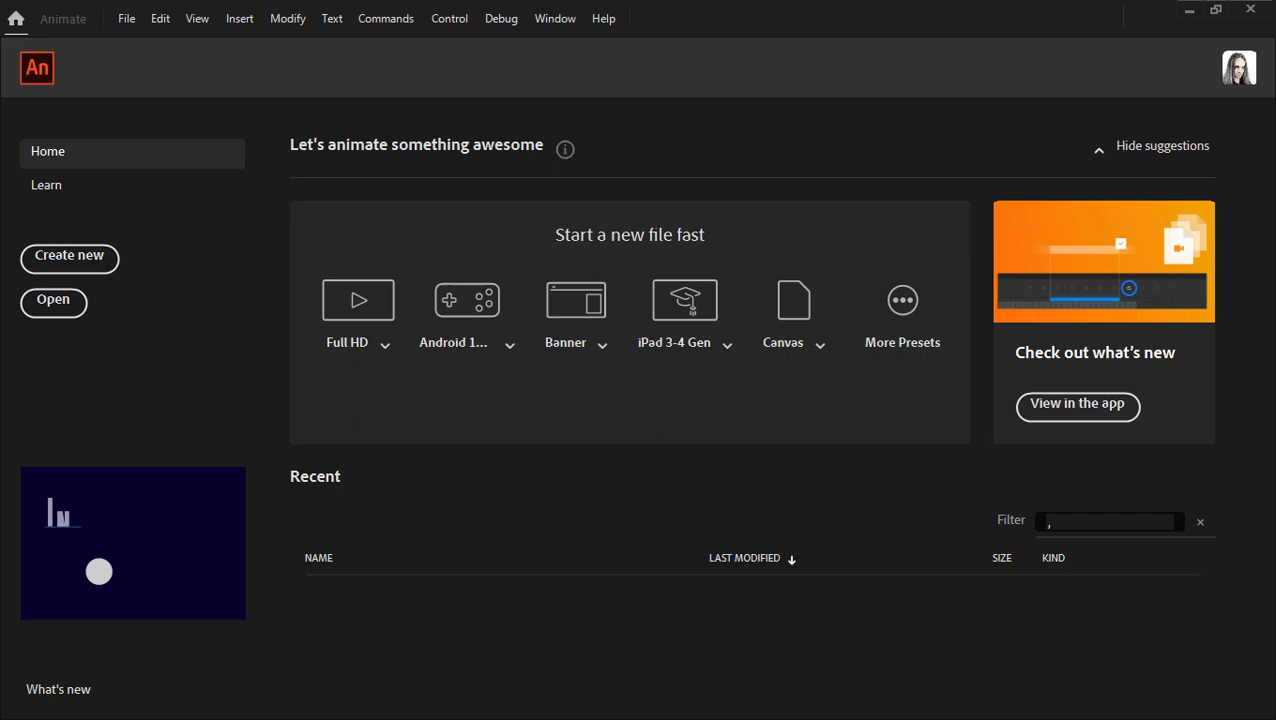 Animate File Edit View Insert Modify Text Commands Control Debug Window Help
An
Home
Learn
Create new
Open
Let's animate something awesome
Hide suggestions
Start a new file fast
Full HD Android 1... Banner iPad 3-4 Gen Canvas More Presets
Check out what's new
View in the app
Recent
Filter ,
NAME LAST MODIFIED SIZE KIND
What's new